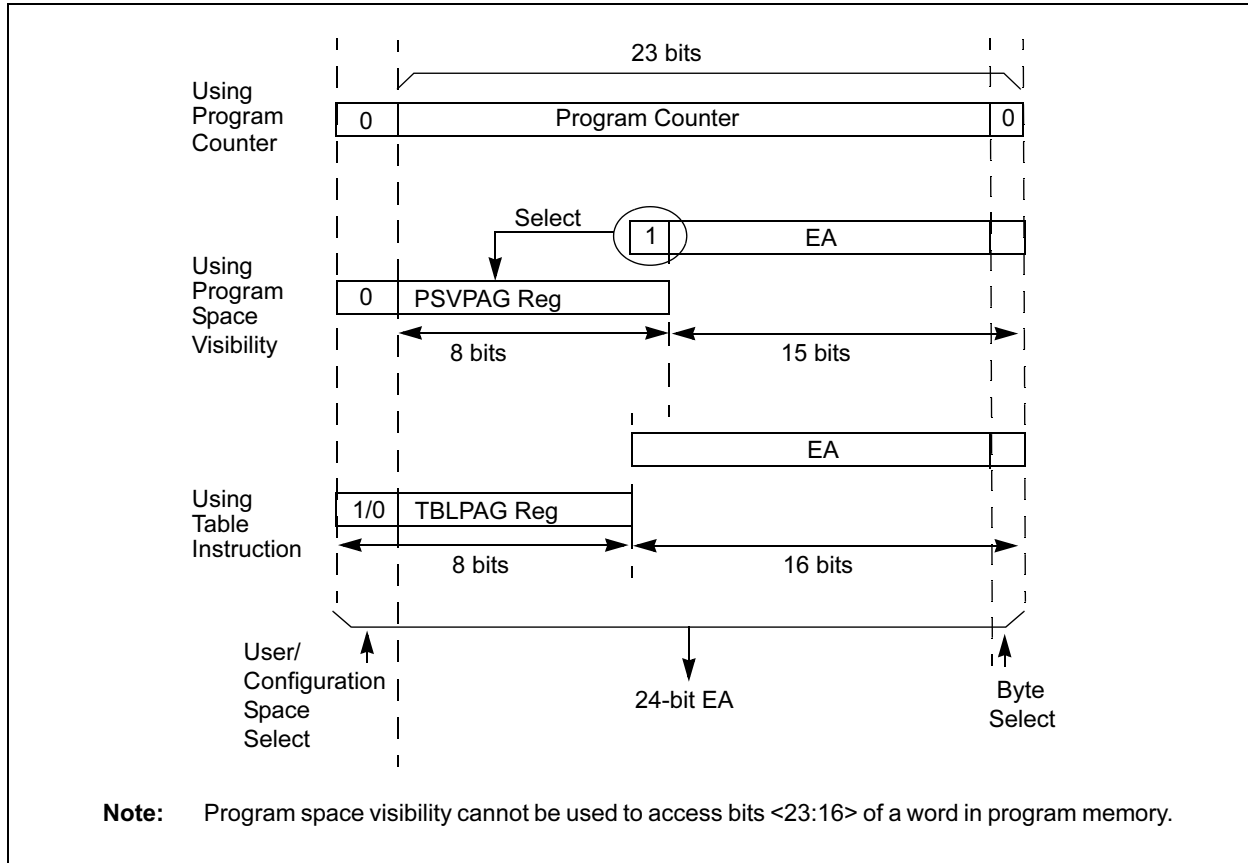 23 bits
Using
Program
Counter
0
Program Counter
0
Select
1
EA
Using
Program
Space
Visibility
0
PSVPAG Reg
8 bits
15 bits
EA
Using
Table
Instruction
1/0
TBLPAG Reg
8 bits
16 bits
User/
Configuration
Space
Select
24-bit EA
Byte
Select
Note: Program space visibility cannot be used to access bits <23:16> of a word in program memory.